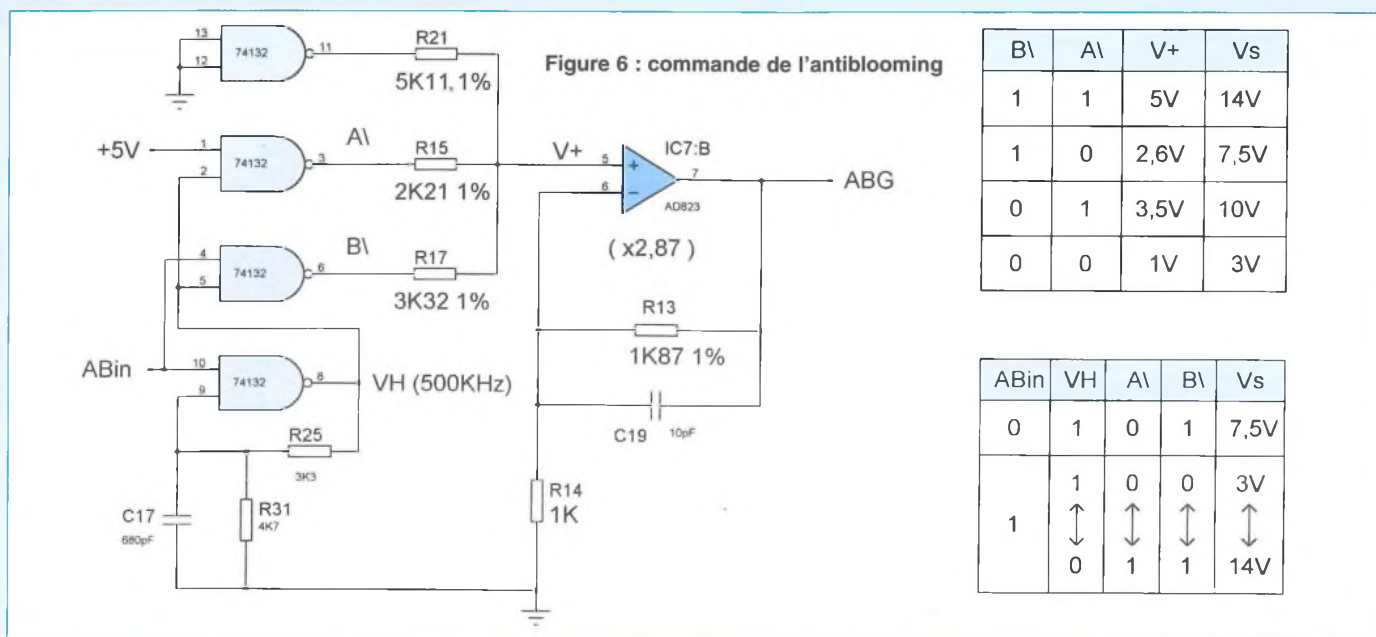 Figure 6 : commande de l'antiblooming
13
12
74132
11
R21
5K11, 1%
+5V
1
2
74132
3
A\
R15
2K21 1%
V+
5
6
IC7:B
7
AD823
ABG
( x2,87 )
4
5
74132
6
B\
R17
3K32 1%
ABin
10
9
74132
8
VH (500KHz)
R13
1K87 1%
C19
10pF
R25
3K3
C17
680pF
R31
4K7
R14
1K
B\ A\ V+ Vs
1 1 5V 14V
1 0 2,6V 7,5V
0 1 3,5V 10V
0 0 1V 3V
ABin VH A\ B\ Vs
0 1 0 1 7,5V
1 0 0 3V
1
0 1 1 14V